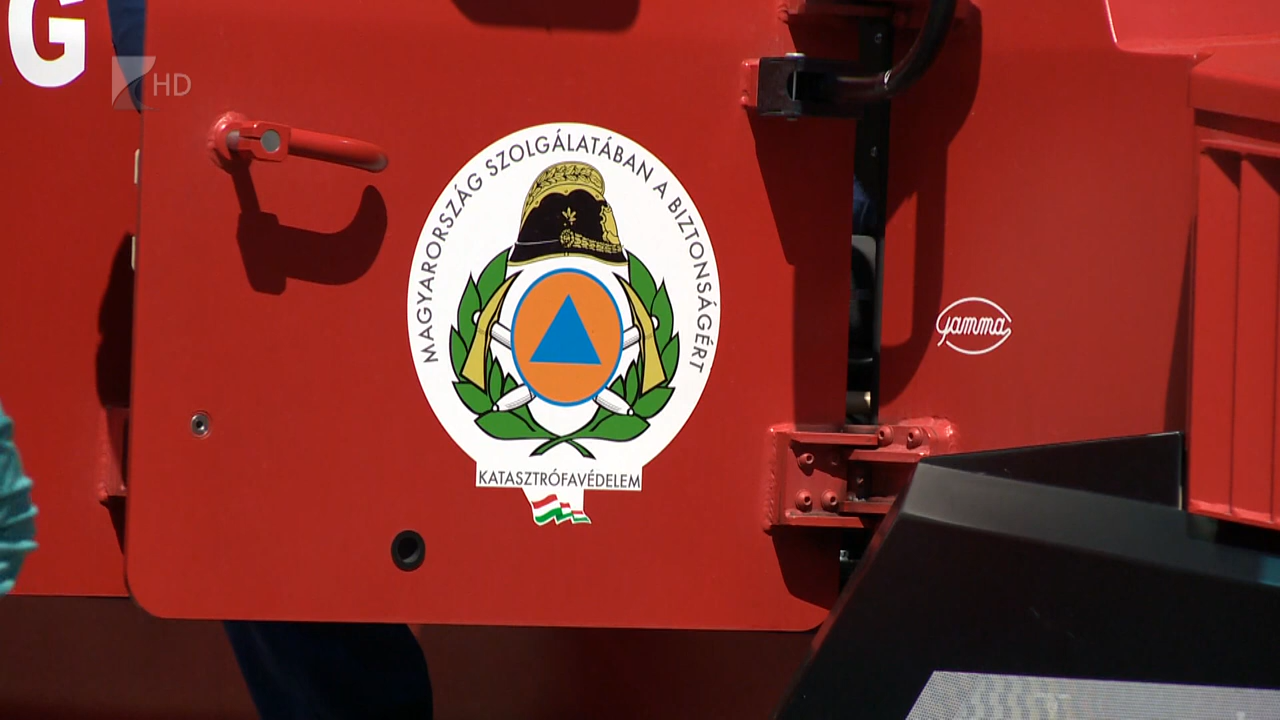 G
HD
MAGYARORSZÁG SZOLGÁLATÁBAN A BIZTONSÁGÉRT
gamma
KATASZTRÓFAVÉDELEM